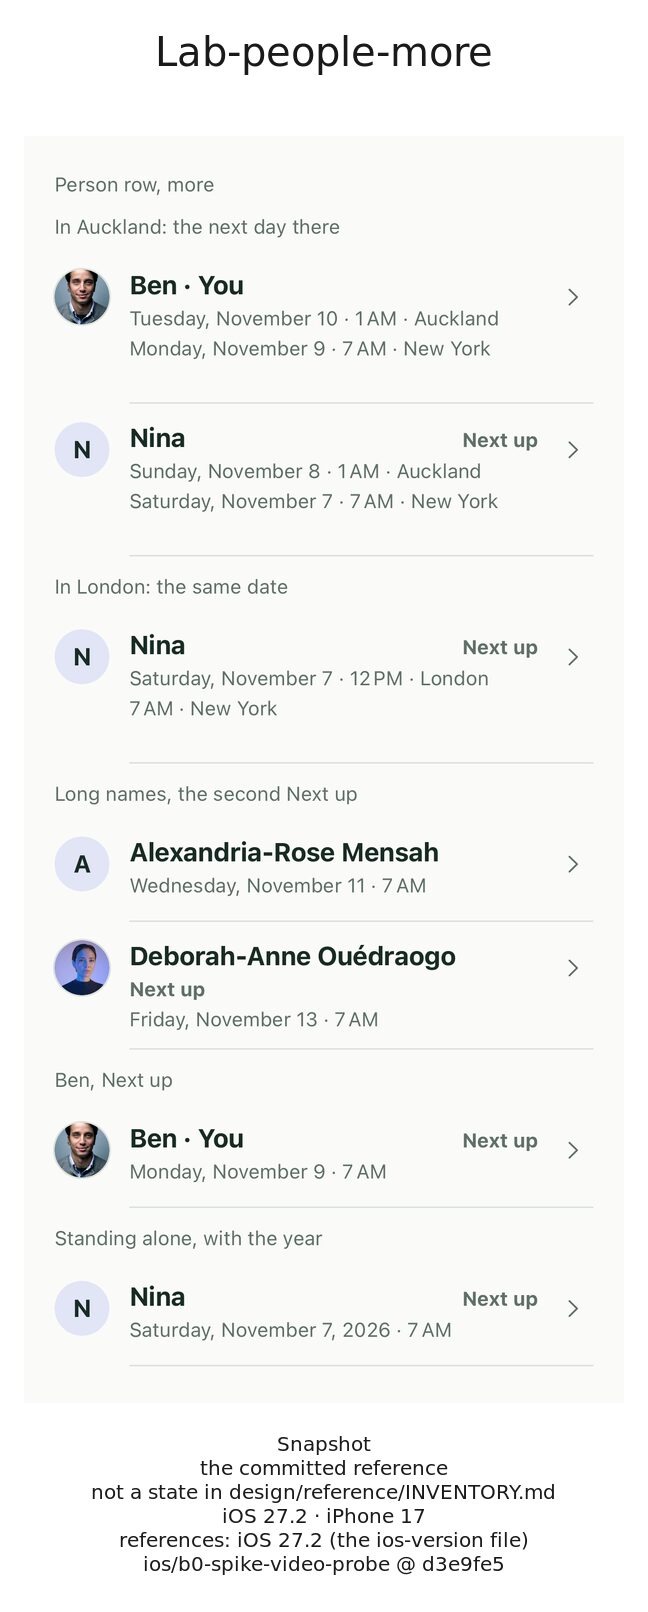 Lab-people-more
Person row, more
In Auckland: the next day there
Ben · You
Tuesday, November 10 · 1 AM · Auckland
Monday, November 9 · 7 AM · New York
N
Nina
Next up
Sunday, November 8 · 1 AM · Auckland
Saturday, November 7 · 7 AM · New York
In London: the same date
N
Nina
Next up
Saturday, November 7 · 12 PM · London
7 AM · New York
Long names, the second Next up
A
Alexandria-Rose Mensah
Wednesday, November 11 · 7 AM
Deborah-Anne Ouédraogo
Next up
Friday, November 13 · 7 AM
Ben, Next up
Ben · You
Next up
Monday, November 9 · 7 AM
Standing alone, with the year
N
Nina
Next up
Saturday, November 7, 2026 · 7 AM
Snapshot
the committed reference
not a state in design/reference/INVENTORY.md
iOS 27.2 · iPhone 17
references: iOS 27.2 (the ios-version file)
ios/b0-spike-video-probe @ d3e9fe5